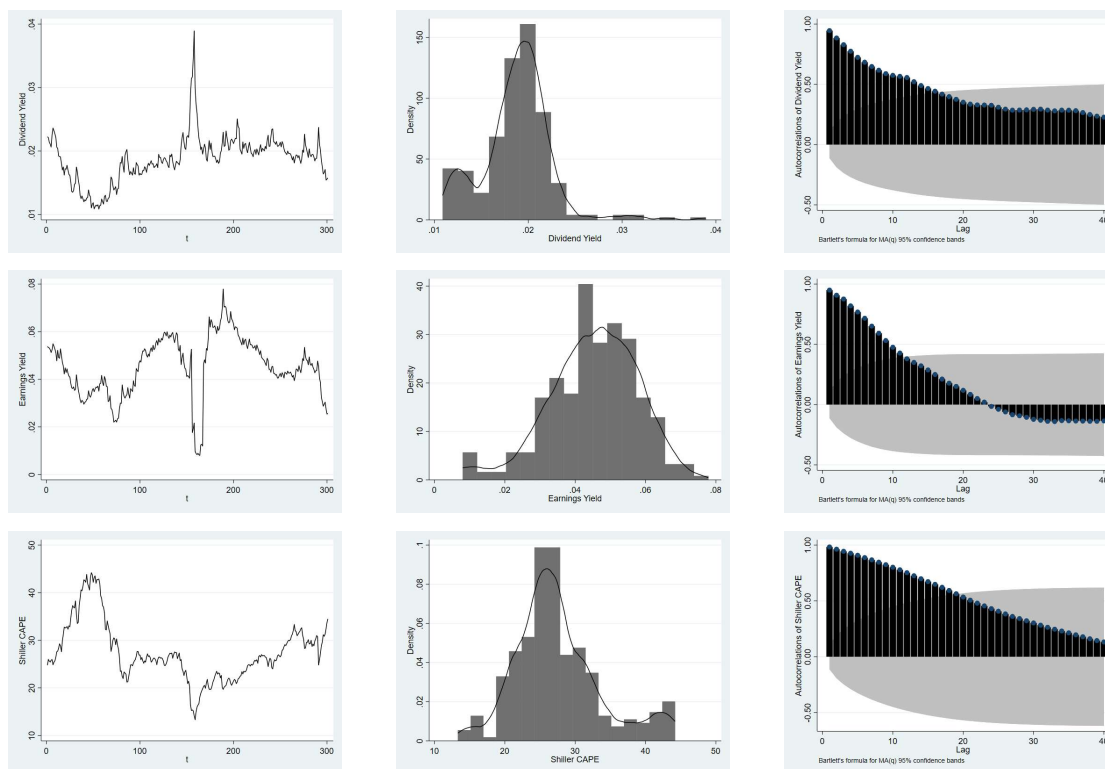 .04
.03
.02
.01
Dividend Yield
0 100 200 300
t
150
100
50
0
Density
.01 .02 .03 .04
Dividend Yield
1.00
0.50
0.00
-0.50
Autocorrelations of Dividend Yield
0 10 20 30 40
Lag
Bartlett's formula for MA(q) 95% confidence bands
.08
.06
.04
.02
0
Earnings Yield
0 100 200 300
t
40
30
20
10
0
Density
0 .02 .04 .06 .08
Earnings Yield
1.00
0.50
0.00
-0.50
Autocorrelations of Earnings Yield
0 10 20 30 40
Lag
Bartlett's formula for MA(q) 95% confidence bands
50
40
30
20
10
Shiller CAPE
0 100 200 300
t
.1
.08
.06
.04
.02
0
Density
10 20 30 40 50
Shiller CAPE
1.00
0.50
0.00
-0.50
Autocorrelations of Shiller CAPE
0 10 20 30 40
Lag
Bartlett's formula for MA(q) 95% confidence bands